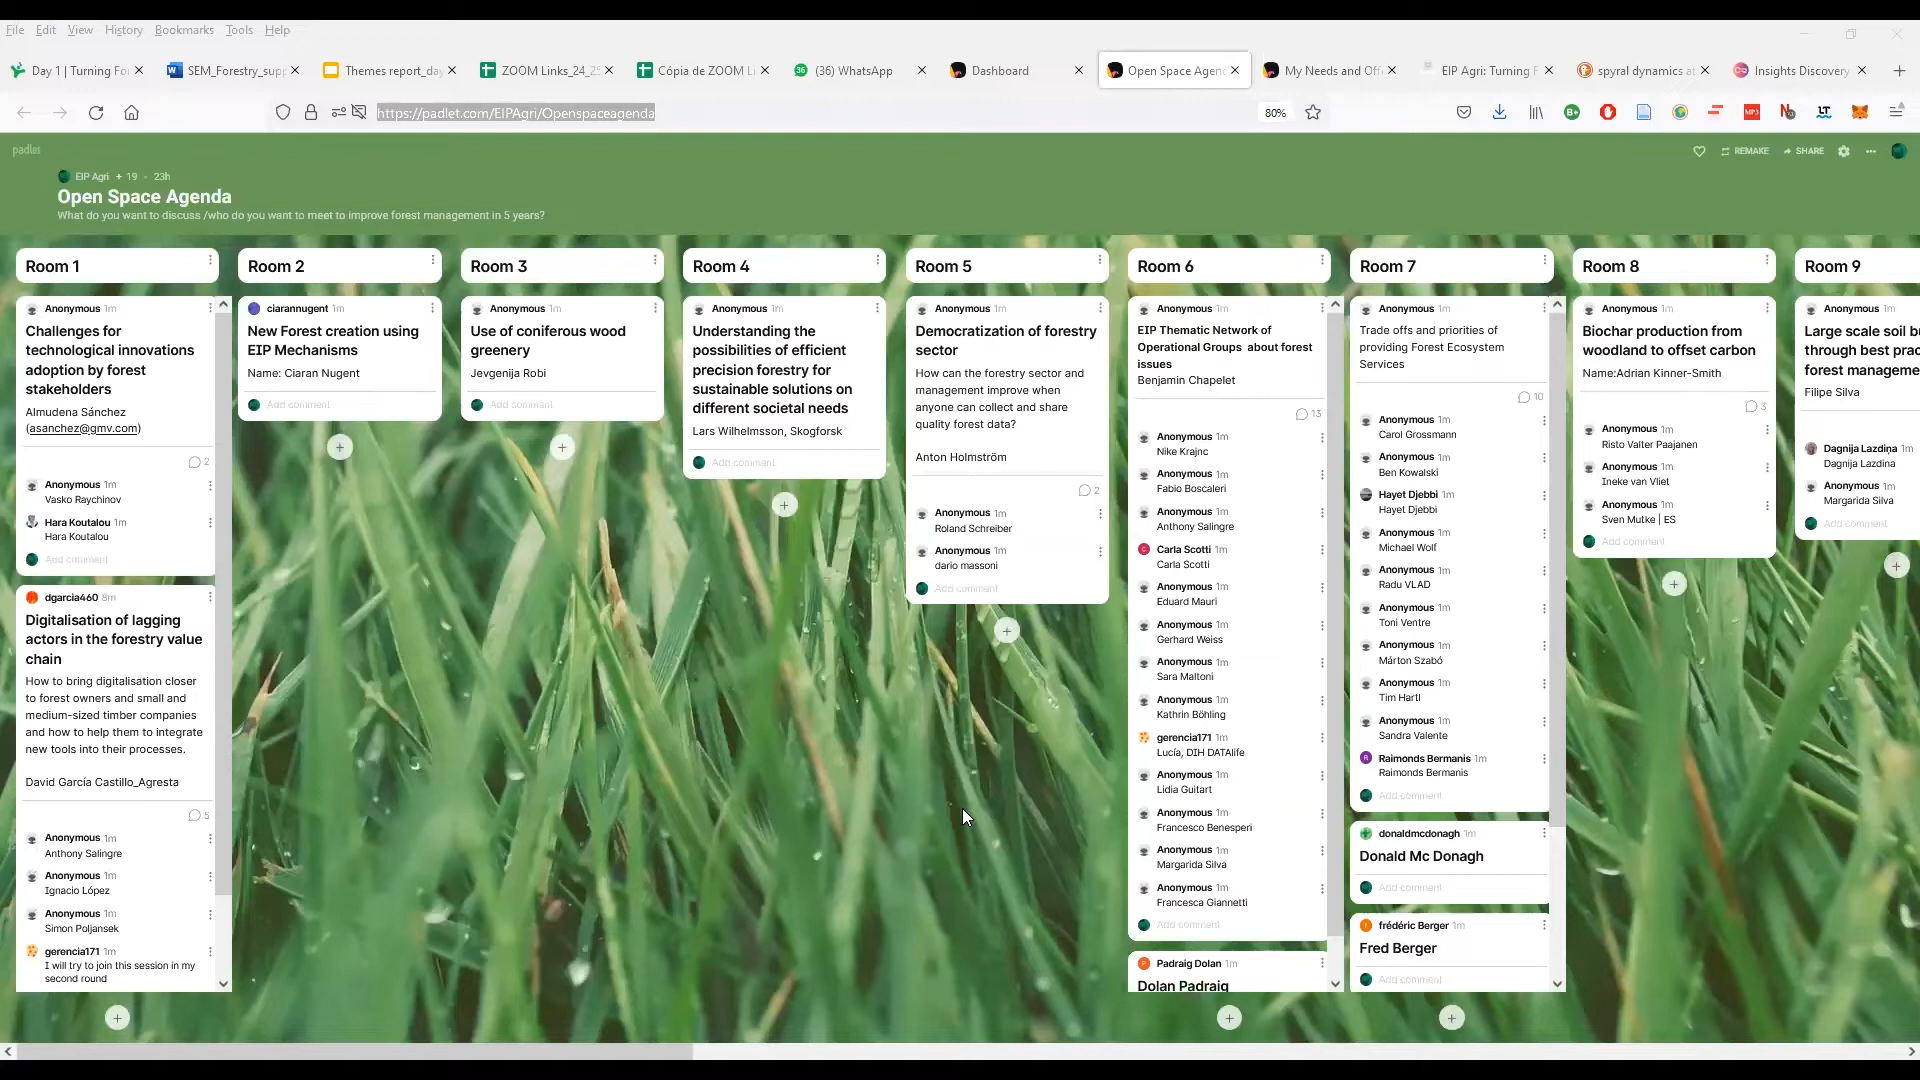 File Edit View History Bookmarks Tools Help
Day 1 | Turning Fo
SEM_Forestry_supp
Themes report_day
ZOOM Links_24_25
Cópia de ZOOM Li
(36) WhatsApp
Dashboard
Open Space Agend
My Needs and Off
EIP Agri: Turning F
spyral dynamics at
Insights Discovery
https://padlet.com/EIPAgri/Openspaceagenda
80%
padlet
REMAKE SHARE
EIP Agri + 19 · 23h
Open Space Agenda
What do you want to discuss /who do you want to meet to improve forest management in 5 years?
Room 1
Anonymous 1m
Challenges for
technological innovations
adoption by forest
stakeholders
Almudena Sánchez
(asanchez@gmv.com)
2
Anonymous 1m
Vasko Raychinov
Hara Koutalou 1m
Hara Koutalou
Add comment
dgarcia460 8m
Digitalisation of lagging
actors in the forestry value
chain
How to bring digitalisation closer
to forest owners and small and
medium-sized timber companies
and how to help them to integrate
new tools into their processes.
David García Castillo_Agresta
5
Anonymous 1m
Anthony Salingre
Anonymous 1m
Ignacio López
Anonymous 1m
Simon Poljansek
gerencia171 1m
I will try to join this session in my
second round
Room 2
ciarannugent 1m
New Forest creation using
EIP Mechanisms
Name: Ciaran Nugent
Add comment
Room 3
Anonymous 1m
Use of coniferous wood
greenery
Jevgenija Robi
Add comment
Room 4
Anonymous 1m
Understanding the
possibilities of efficient
precision forestry for
sustainable solutions on
different societal needs
Lars Wilhelmsson, Skogforsk
Add comment
Room 5
Anonymous 1m
Democratization of forestry
sector
How can the forestry sector and
management improve when
anyone can collect and share
quality forest data?
Anton Holmström
2
Anonymous 1m
Roland Schreiber
Anonymous 1m
dario massoni
Add comment
Room 6
Anonymous 1m
EIP Thematic Network of
Operational Groups about forest
issues
Benjamin Chapelet
13
Anonymous 1m
Nike Krajnc
Anonymous 1m
Fabio Boscaleri
Anonymous 1m
Anthony Salingre
Carla Scotti 1m
Carla Scotti
Anonymous 1m
Eduard Mauri
Anonymous 1m
Gerhard Weiss
Anonymous 1m
Sara Maltoni
Anonymous 1m
Kathrin Böhling
gerencia171 1m
Lucía, DIH DATAlife
Anonymous 1m
Lidia Guitart
Anonymous 1m
Francesco Benesperi
Anonymous 1m
Margarida Silva
Anonymous 1m
Francesca Giannetti
Add comment
Padraig Dolan 1m
Dolan Padraig
Room 7
Anonymous 1m
Trade offs and priorities of
providing Forest Ecosystem
Services
10
Anonymous 1m
Carol Grossmann
Anonymous 1m
Ben Kowalski
Hayet Djebbi 1m
Hayet Djebbi
Anonymous 1m
Michael Wolf
Anonymous 1m
Radu VLAD
Anonymous 1m
Toni Ventre
Anonymous 1m
Márton Szabó
Anonymous 1m
Tim Hartl
Anonymous 1m
Sandra Valente
Raimonds Bermanis 1m
Raimonds Bermanis
Add comment
donaldmcdonagh 1m
Donald Mc Donagh
Add comment
frédéric Berger 1m
Fred Berger
Add comment
Room 8
Anonymous 1m
Biochar production from
woodland to offset carbon
Name:Adrian Kinner-Smith
3
Anonymous 1m
Risto Valter Paajanen
Anonymous 1m
Ineke van Vliet
Anonymous 1m
Sven Mutke | ES
Add comment
Room 9
Anonymous 1m
Large scale soil bu
through best prac
forest manageme
Filipe Silva
Dagnija Lazdiņa 1m
Dagnija Lazdina
Anonymous 1m
Margarida Silva
Add comment